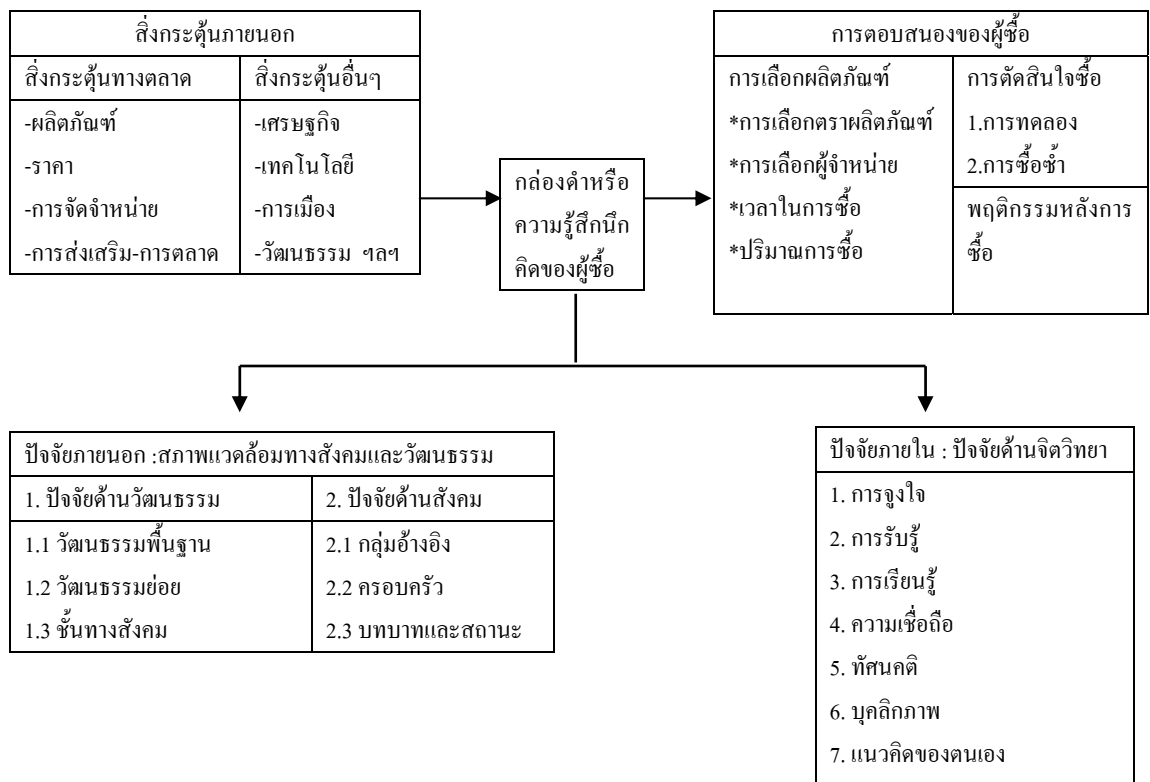 สิ่งกระตุ้นภายนอก
สิ่งกระตุ้นทางตลาด
-ผลิตภัณฑ์
-ราคา
-การจัดจำหน่าย
-การส่งเสริม-การตลาด
สิ่งกระตุ้นอื่นๆ
-เศรษฐกิจ
-เทคโนโลยี
-การเมือง
-วัฒนธรรม ฯลฯ
กล่องดำหรือ
ความรู้สึกนึก
คิดของผู้ซื้อ
การตอบสนองของผู้ซื้อ
การเลือกผลิตภัณฑ์
*การเลือกตราผลิตภัณฑ์
*การเลือกผู้จำหน่าย
*เวลาในการซื้อ
*ปริมาณการซื้อ
การตัดสินใจซื้อ
1.การทดลอง
2.การซื้อซ้ำ
พฤติกรรมหลังการ
ซื้อ
ปัจจัยภายนอก :สภาพแวดล้อมทางสังคมและวัฒนธรรม
1. ปัจจัยด้านวัฒนธรรม
1.1 วัฒนธรรมพื้นฐาน
1.2 วัฒนธรรมย่อย
1.3 ชั้นทางสังคม
2. ปัจจัยด้านสังคม
2.1 กลุ่มอ้างอิง
2.2 ครอบครัว
2.3 บทบาทและสถานะ
ปัจจัยภายใน : ปัจจัยด้านจิตวิทยา
1. การจูงใจ
2. การรับรู้
3. การเรียนรู้
4. ความเชื่อถือ
5. ทัศนคติ
6. บุคลิกภาพ
7. แนวคิดของตนเอง